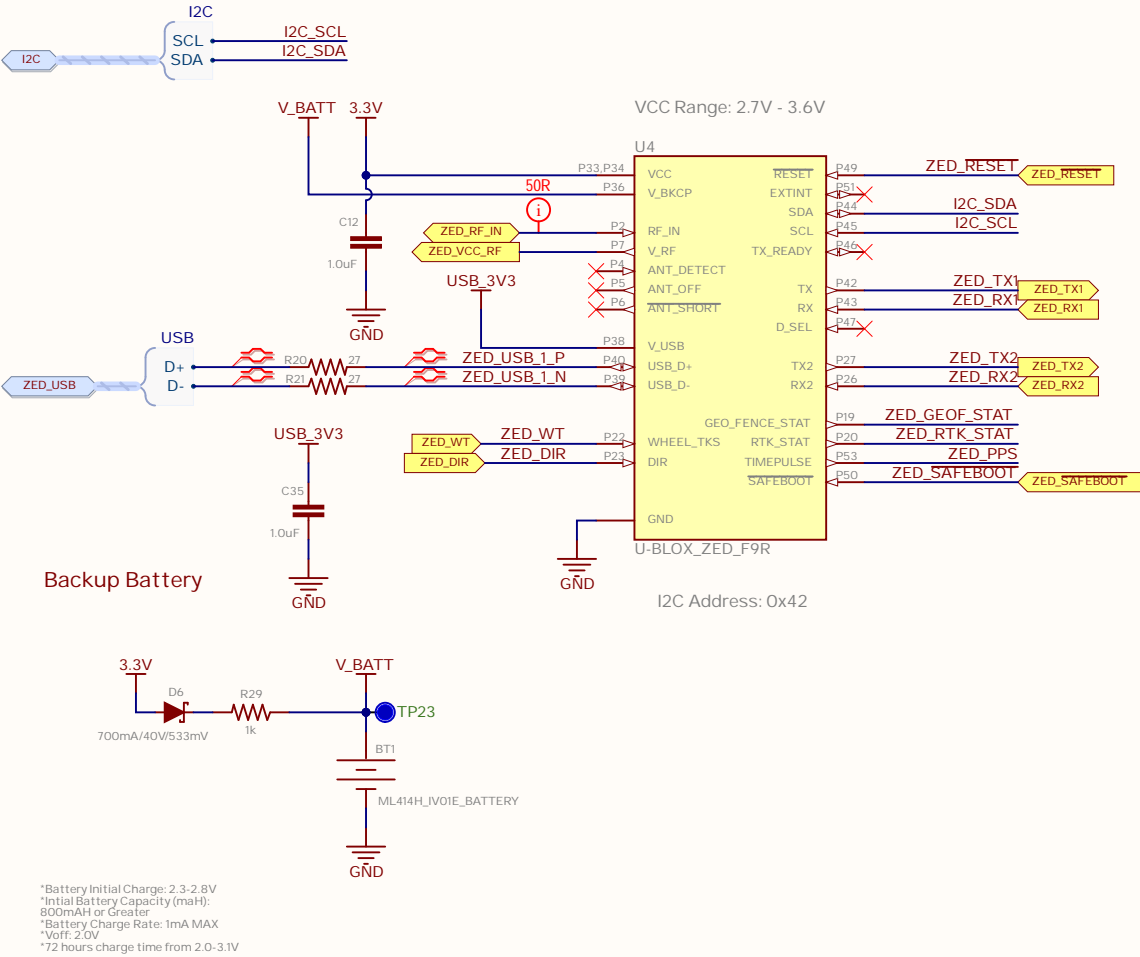 I2C
SCL I2C_SCL
I2C SDA I2C_SDA
V_BATT 3.3V VCC Range: 2.7V - 3.6V
U4
P33,P34 VCC RESET P49 ZED_RESET ZED_RESET
P36 V_BKCP EXTINT P51
50R
i
SDA P44 I2C_SDA
C12
1.0uF
ZED_RF_IN P2 RF_IN SCL P45 I2C_SCL
ZED_VCC_RF P7 V_RF TX_READY P46
P4 ANT_DETECT
USB_3V3 P5 ANT_OFF TX P42 ZED_TX1 ZED_TX1
P6 ANT_SHORT RX P43 ZED_RX1 ZED_RX1
GND
D_SEL P47
USB
P38 V_USB
D+ R20 27 ZED_USB_1_P P40 USB_D+ TX2 P27 ZED_TX2 ZED_TX2
ZED_USB D- R21 27 ZED_USB_1_N P39 USB_D- RX2 P26 ZED_RX2 ZED_RX2
GEO_FENCE_STAT P19 ZED_GEOF_STAT
USB_3V3
ZED_WT ZED_WT P22 WHEEL_TKS RTK_STAT P20 ZED_RTK_STAT
ZED_DIR ZED_DIR P23 DIR TIMEPULSE P53 ZED_PPS
SAFEBOOT P50 ZED_SAFEBOOT ZED_SAFEBOOT
C35
1.0uF
GND
U-BLOX_ZED_F9R
GND
GND
Backup Battery
I2C Address: 0x42
3.3V V_BATT
D6 R29
TP23
700mA/40V/533mV 1k
BT1
ML414H_IV01E_BATTERY
GND
*Battery Initial Charge: 2.3-2.8V
*Intial Battery Capacity (maH):
800mAH or Greater
*Battery Charge Rate: 1mA MAX
*Voff: 2.0V
*72 hours charge time from 2.0-3.1V